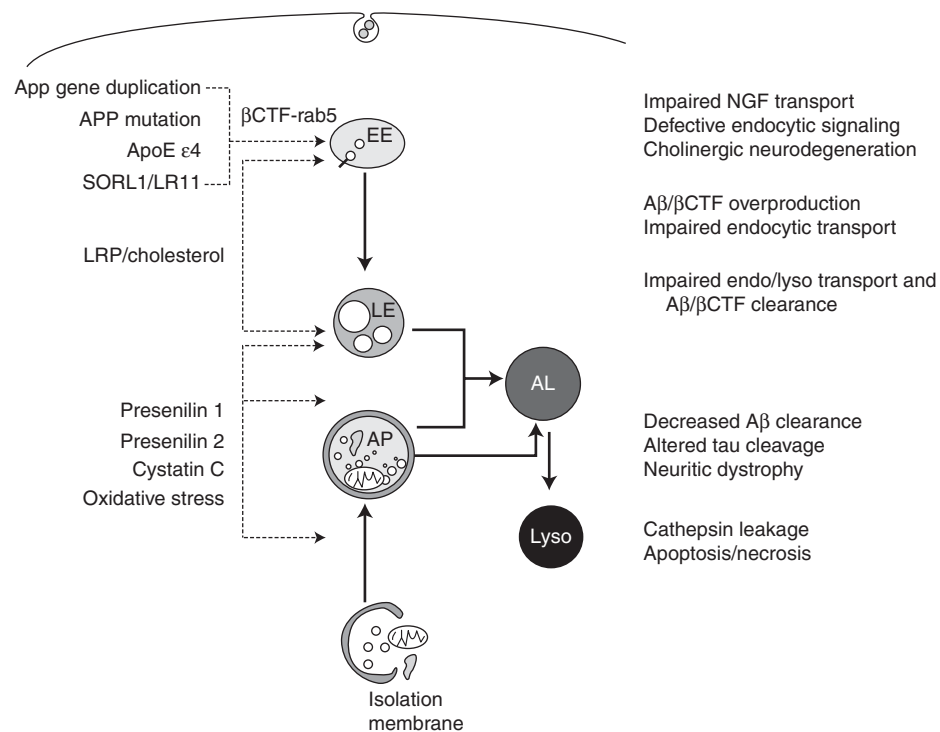 App gene duplication
APP mutation
ApoE ε4
SORL1/LR11
LRP/cholesterol
Presenilin 1
Presenilin 2
Cystatin C
Oxidative stress
βCTF-rab5
EE
LE
AP
AL
Lyso
Isolation
membrane
Impaired NGF transport
Defective endocytic signaling
Cholinergic neurodegeneration
Aβ/βCTF overproduction
Impaired endocytic transport
Impaired endo/lyso transport and
Aβ/βCTF clearance
Decreased Aβ clearance
Altered tau cleavage
Neuritic dystrophy
Cathepsin leakage
Apoptosis/necrosis